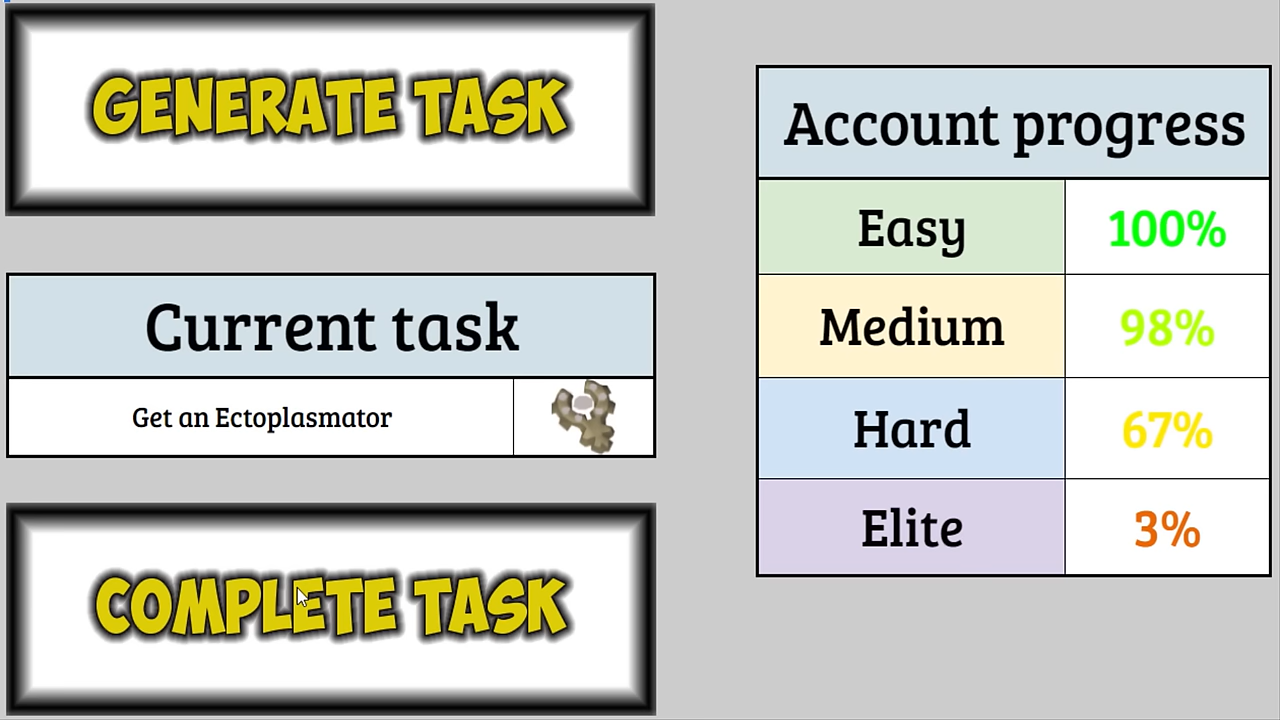 GENERATE TASK
Current task
Get an Ectoplasmator
COMPLETE TASK
Account progress
Easy 100%
Medium 98%
Hard 67%
Elite 3%